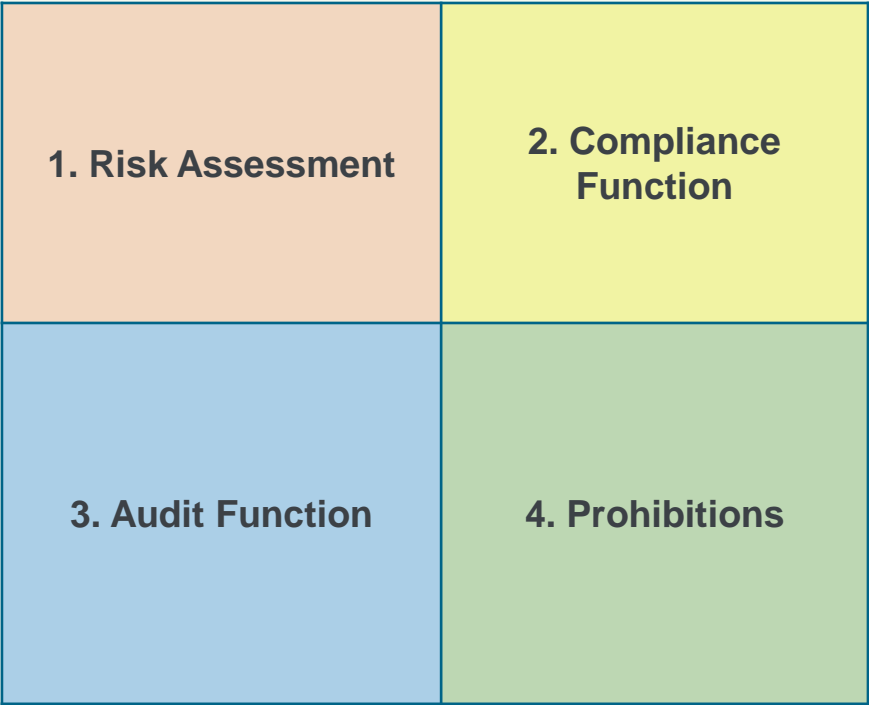 1. Risk Assessment
2. Compliance
Function
3. Audit Function
4. Prohibitions